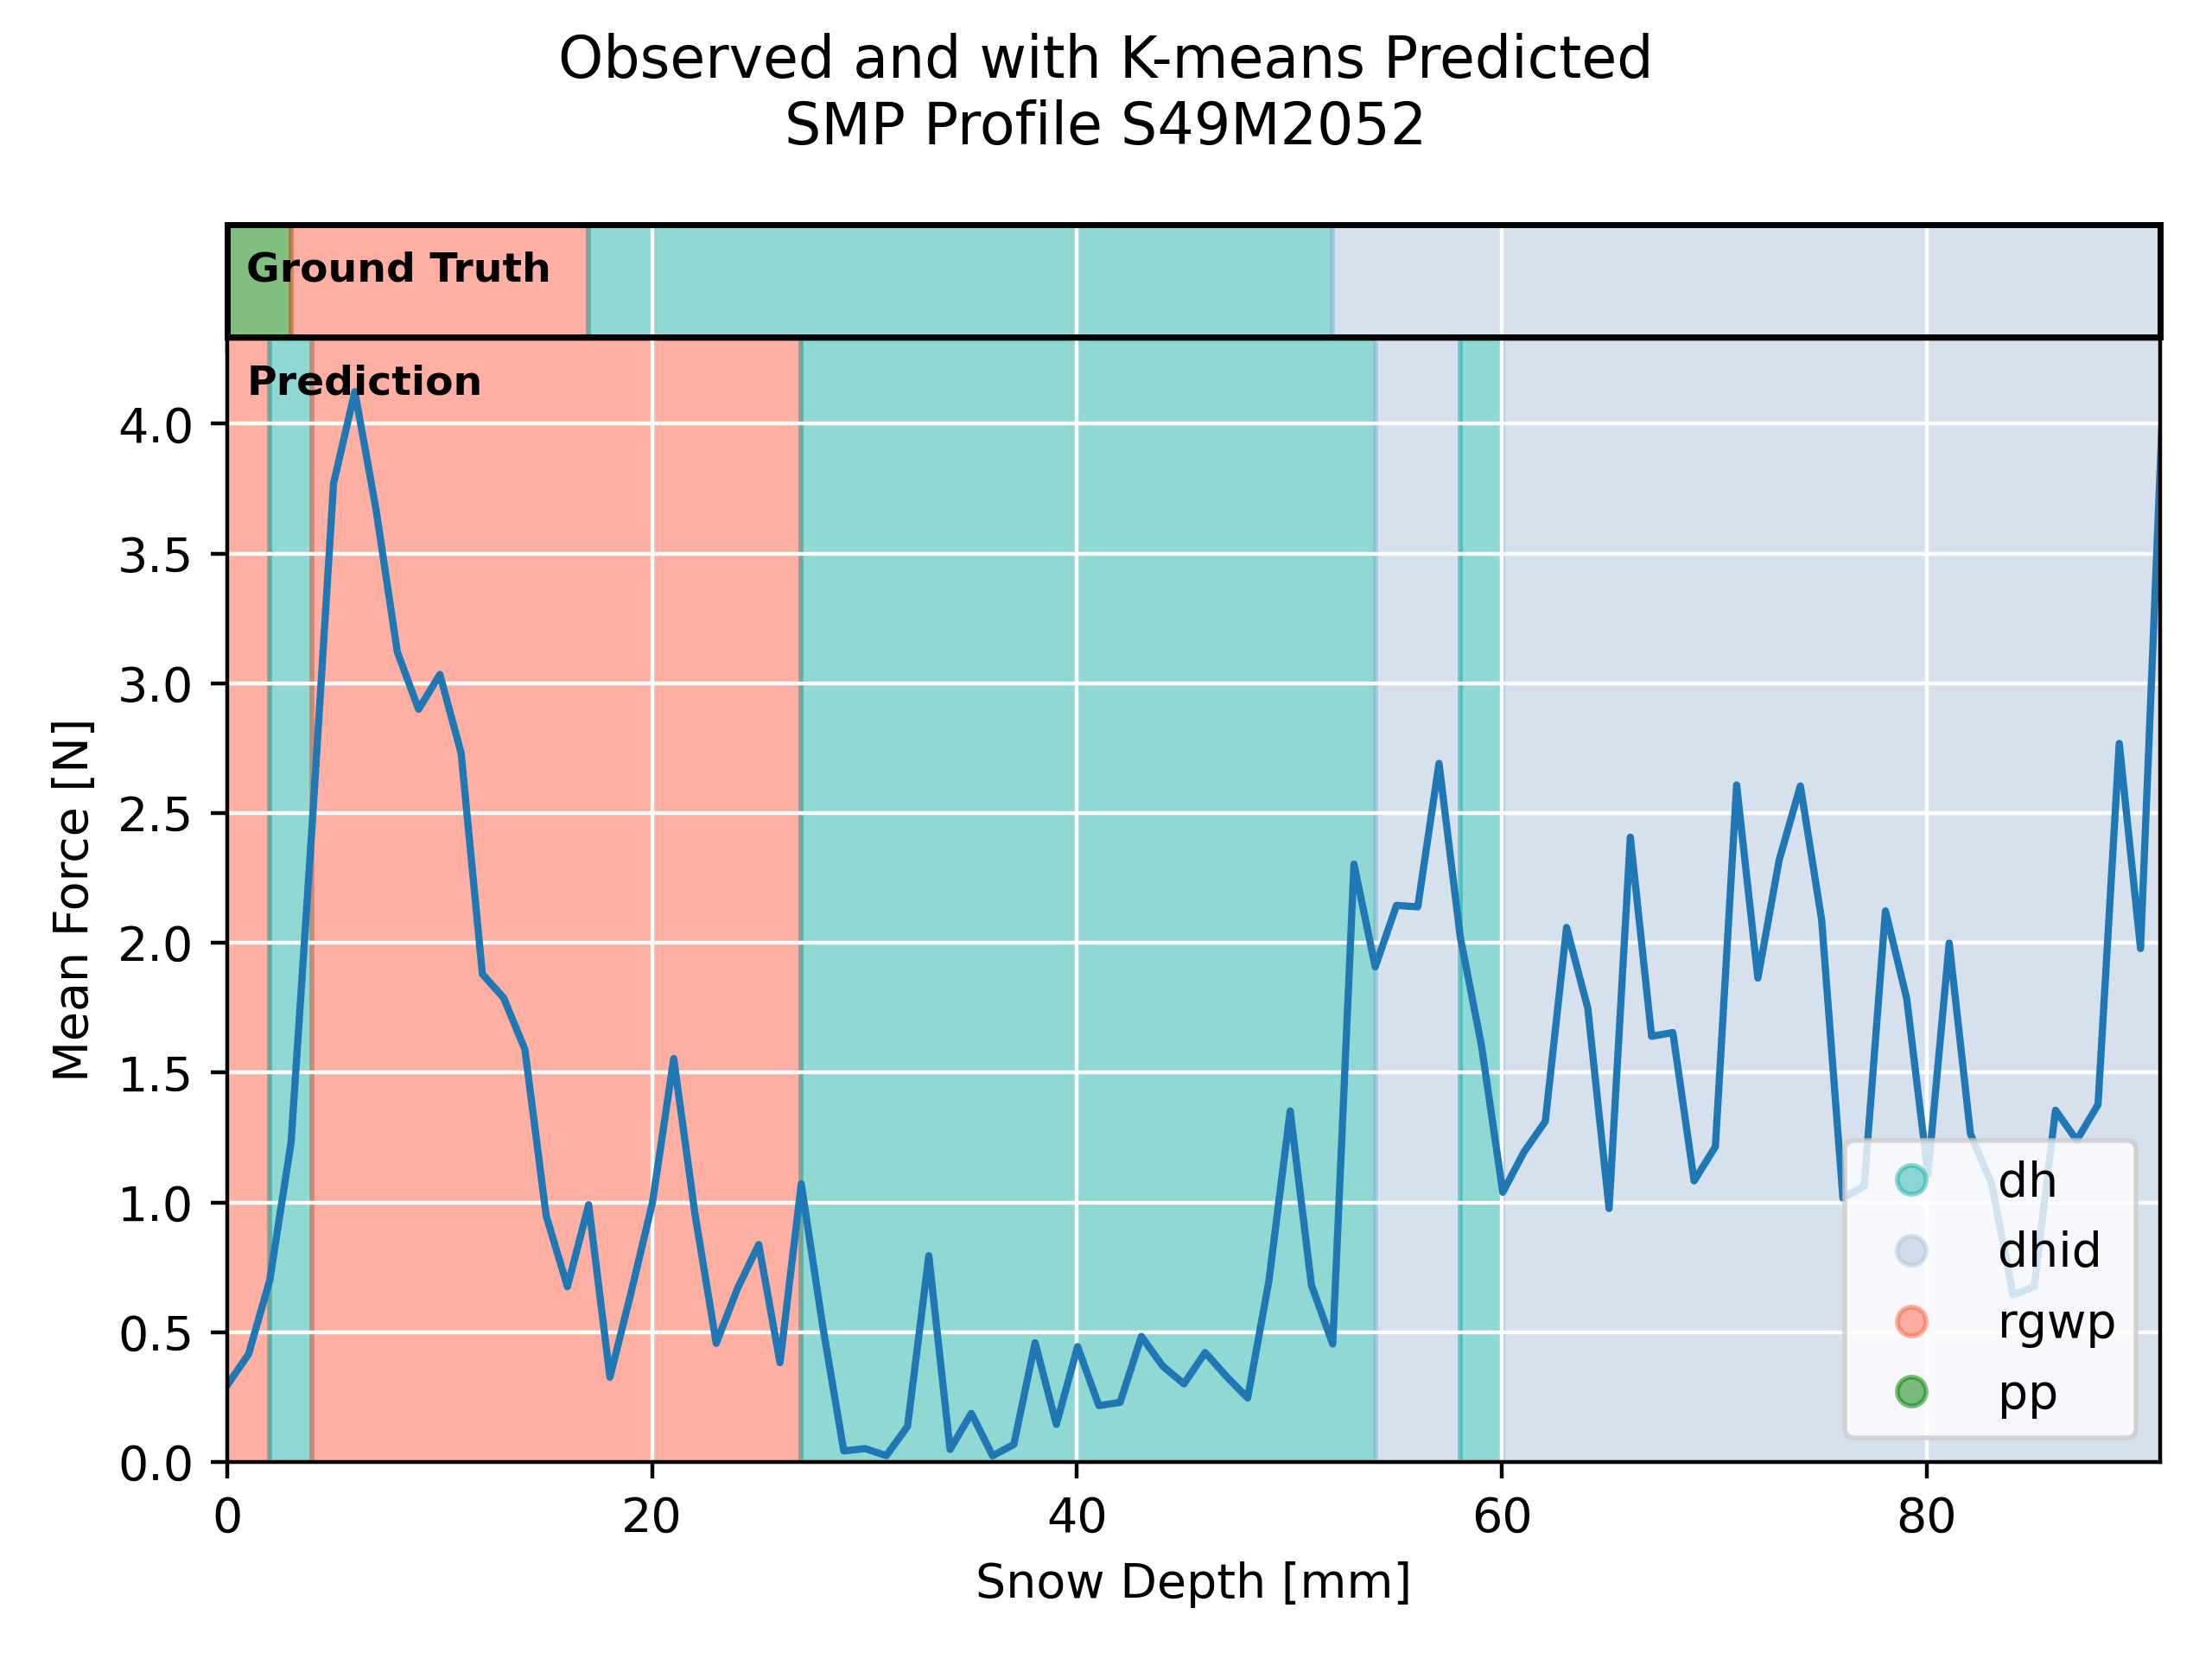 Observed and with K-means Predicted
SMP Profile S49M2052
Ground Truth
Prediction
4.0
3.5
3.0
2.5
2.0
1.5
1.0
0.5
0.0
Mean Force [N]
dh
dhid
rgwp
pp
0 20 40 60 80
Snow Depth [mm]